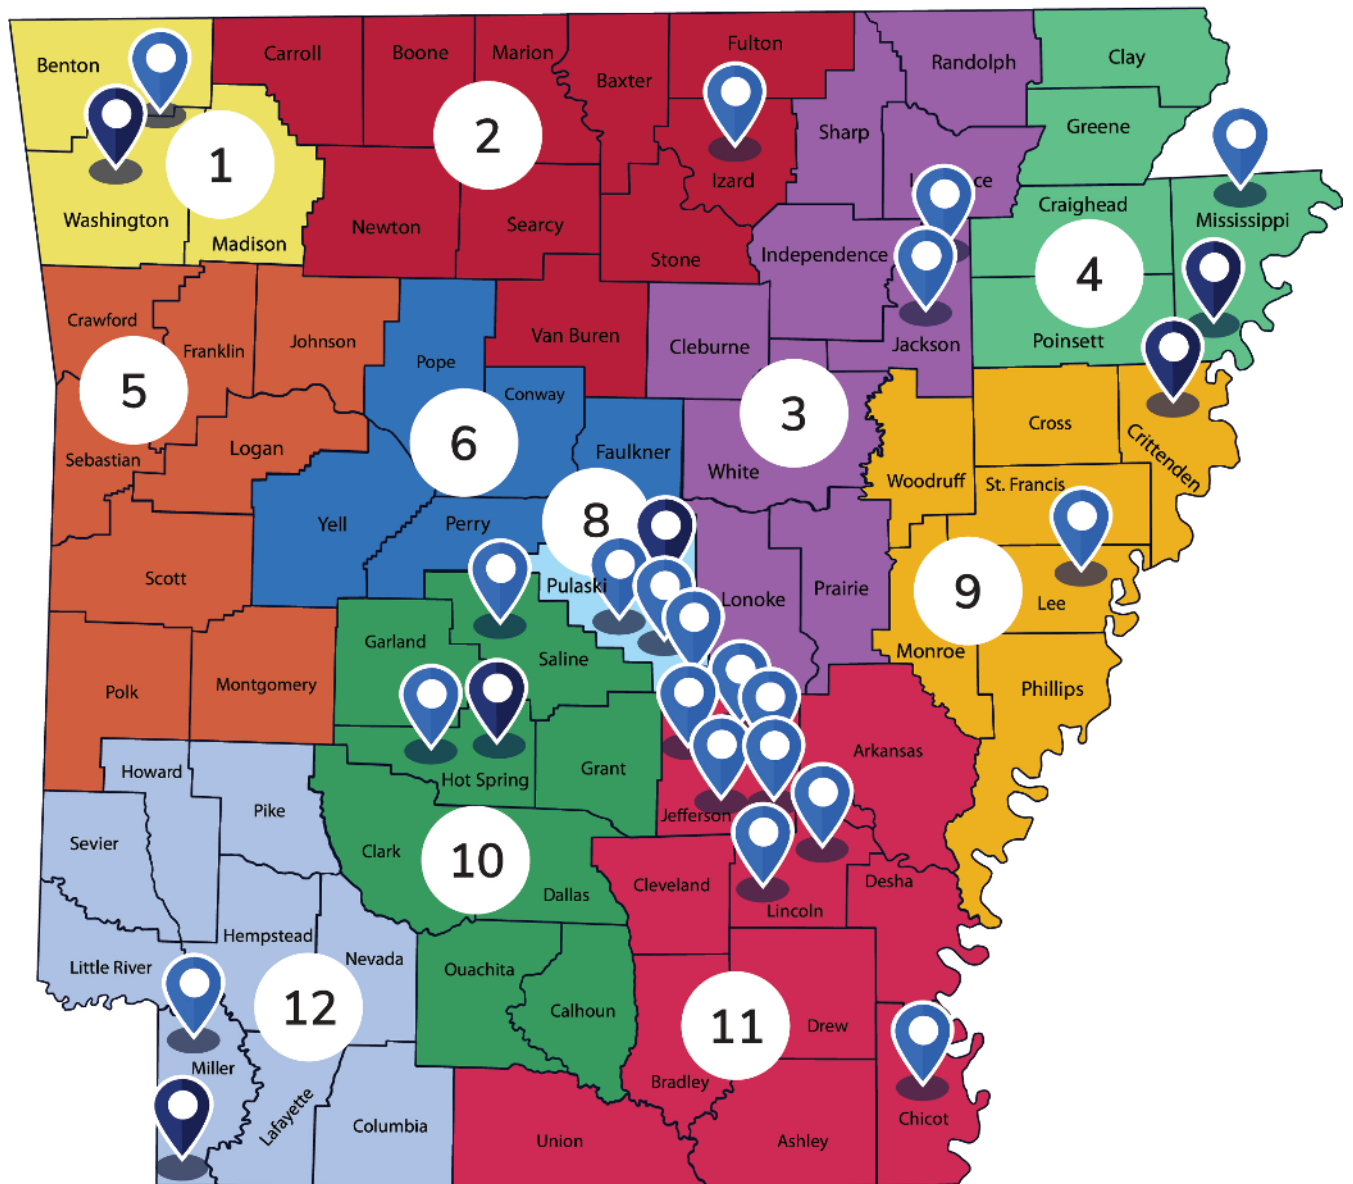 Carroll
Boone
Marion
Fulton
Randolph
Clay
Benton
Baxter
Greene
Sharp
1
2
Izard
Craighead
Mississippi
Washington
Madison
Newton
Searcy
Stone
Independence
4
Crawford
Franklin
Johnson
Pope
Van Buren
Cleburne
Jackson
Poinsett
5
Conway
3
Cross
Crittenden
Sebastian
Logan
6
Faulkner
White
Woodruff
St. Francis
Yell
Perry
8
Scott
Pulaski
Lonoke
Prairie
9
Lee
Garland
Saline
Monroe
Polk
Montgomery
Phillips
Howard
Hot Spring
Grant
Arkansas
Pike
Jefferson
Sevier
Clark
10
Dallas
Cleveland
Lincoln
Desha
Hempstead
Nevada
Little River
Ouachita
Calhoun
12
11
Drew
Miller
Bradley
Lafayette
Columbia
Union
Ashley
Chicot